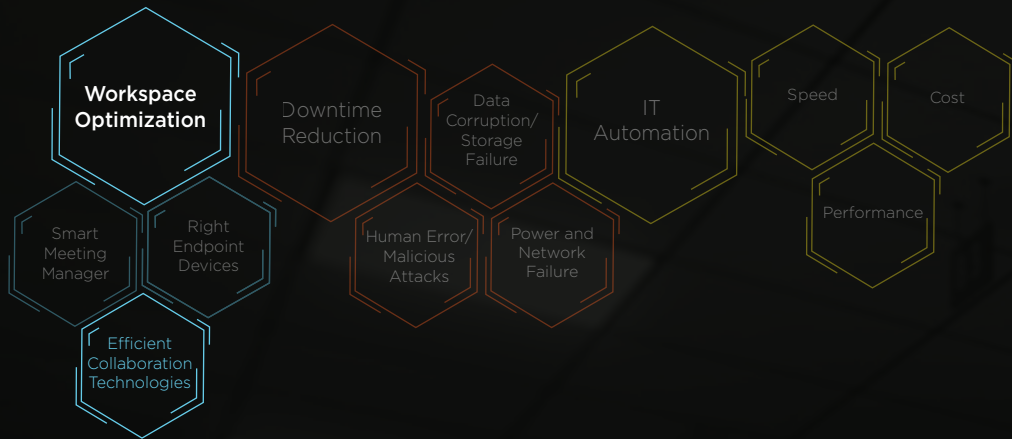 Workspace
Optimization
Smart
Meeting
Manager
Right
Endpoint
Devices
Efficient
Collaboration
Technologies
Downtime
Reduction
Data
Corruption/
Storage
Failure
Human Error/
Malicious
Attacks
Power and
Network
Failure
IT
Automation
Speed
Cost
Performance